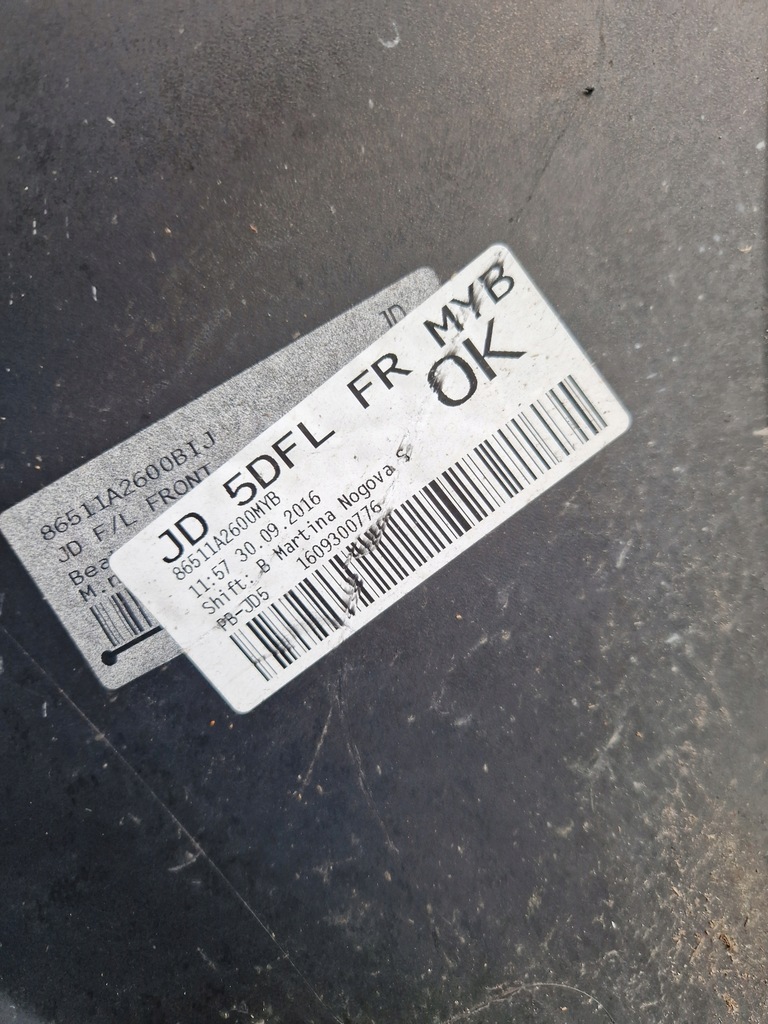 JD
86511A2600BIJ
JD F/L FRONT
Bea
JD 5DFL FR MYB
OK
86511A2600MYB
11:57 30.09.2016
Shift: B Martina Nogova S
PB-JD5 1609300776